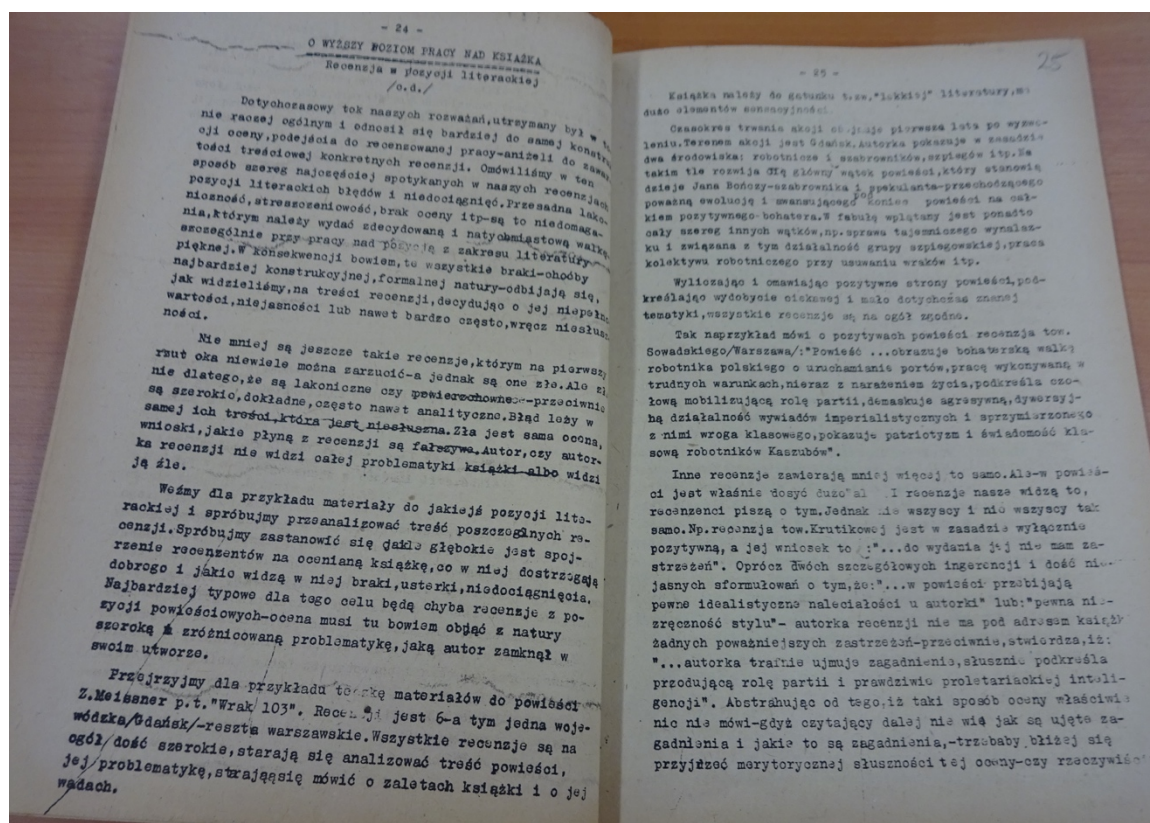 - 24 -
O WYŻSZY POZIOM PRACY NAD KSIĄŻKĄ
Recenzja w pozycji literackiej
/c.d./
Dotychczasowy tok naszych rozważań,utrzymany był w
nie raczej ogólnym i odnosił się bardziej do samej
cji oceny,podejścia do recenzowanej pracy-aniżeli do
tości treściowej konkretnych recenzji. Omówiliśmy w ten
sposób szereg najczęściej spotykanych w naszych recenzjach
pozycji literackich błędów i niedociągnięć.Przesadna lako-
niczność,streszczeniowość,brak oceny itp-są to niedomaga-
nia,którym należy wydać zdecydowaną i natychmiastową walkę,
szczególnie przy pracy nad pozycją z zakresu literatury
pięknej.W konsekwencji bowiem,te wszystkie braki-choćby
najbardziej konstrukcyjnej,formalnej natury-odbijają się,
jak widzieliśmy,na treści recenzji,decydując o jej
wartości,niejasności lub nawet bardzo często,wręcz
ności.
Nie mniej są jeszcze takie recenzje,którym na pierwszy
rzut oka niewiele można zarzucić-a jednak są one złe.Ale
nie dlatego,że są lakoniczne czy powierzchowne-przeciwnie
są szerokie,dokładne,często nawet analityczne.Błąd leży w
samej ich treści,która jest niesłuszna.Zła jest sama ocena,
wnioski,jakie płyną z recenzji są fałszywe.Autor,czy autor-
ka recenzji nie widzi całej problematyki książki albo widzi
ją źle.
Weźmy dla przykładu materiały do jakiejś pozycji lite-
rackiej i spróbujmy przeanalizować treść poszczególnych re-
cenzji.Spróbujmy zastanowić się jakie głębokie jest spoj-
rzenie recenzentów na ocenianą książkę,co w niej dostrzegają
dobrego i jakie widzą w niej braki,usterki,niedociągnięcia.
Najbardziej typowe dla tego celu będą chyba recenzje z po-
zycji powieściowych-ocena musi tu bowiem objąć z natury
szeroką i zróżnicowaną problematykę,jaką autor zamknął w
swoim utworze.
Przejrzyjmy dla przykładu teczkę materiałów do powieści
Z.Meissner p.t."Wrak 103". Recenzji jest 6-a tym jedna woje-
wódzka/Gdańsk/-reszta warszawskie.Wszystkie recenzje są na
ogół dość szerokie,starają się analizować treść powieści,
jej problematykę,starająąsię mówić o zaletach książki i o jej
wadach.
25
- 25 -
Książka należy do gatunku t.zw."lekkiej" literatury,ma
dużo elementów sensacyjności.
Czasokres trwania akcji obejmuje pierwsze lata po wyzwo-
leniu.Terenem akcji jest Gdańsk.Autorka pokazuje w zasadzie
dwa środowiska: robotnicze i szabrowników,szpiegów itp.Na
takim tle rozwija się główny wątek powieści,który stanowią
dzieje Jana Bończy-szabrownika i spekulanta-przechodzącego
poważną ewolucję i awansującego pod koniec powieści na cał-
kiem pozytywnego bohatera.W fabułę wplątany jest ponadto
cały szereg innych wątków,np.sprawa tajemniczego wynalaz-
ku i związana z tym działalność grupy szpiegowskiej,praca
kolektywu robotniczego przy usuwaniu wraków itp.
Wyliczając i omawiając pozytywne strony powieści,pod-
kreślając wydobycie ciekawej i mało dotychczas znanej
tematyki,wszystkie recenzje są na ogół zgodne.
Tak naprzykład mówi o pozytywach powieści recenzja tow.
Sowadskiego/Warszawa/:"Powieść ...obrazuje bohaterską walkę
robotnika polskiego o uruchamianie portów,pracę wykonywaną w
trudnych warunkach,nieraz z narażeniem życia,podkreśla czo-
łową mobilizującą rolę partii,demaskuje agresywną,dywersyj-
ną działalność wywiadów imperialistycznych i sprzymierzonego
z nimi wroga klasowego,pokazuje patriotyzm i świadomość kla-
sową robotników Kaszubów".
Inne recenzje zawierają mniej więcej to samo.Ale-w powieś-
ci jest właśnie dosyć dużo"al . I recenzje nasze widzą to,
recenzenci piszą o tym.Jednak nie wszyscy i nie wszyscy tak
samo.Np.recenzja tow.Krutikowej jest w zasadzie wyłącznie
pozytywną, a jej wniosek to :"...do wydania jej nie mam za-
strzeżeń". Oprócz dwóch szczegółowych ingerencji i dość nie-
jasnych sformułowań o tym,że:"...w powieści przebijają
pewne idealistyczne naleciałości u autorki" lub:"pewna nie-
zręczność stylu"- autorka recenzji nie ma pod adresem książki
żadnych poważniejszych zastrzeżeń-przeciwnie,stwierdza,iż:
"...autorka trafnie ujmuje zagadnienie,słusznie podkreśla
przodującą rolę partii i prawdziwie proletariackiej inteli-
gencji". Abstrahując od tego,iż taki sposób oceny właściwie
nic nie mówi-gdyż czytający dalej nie wie jak są ujęte za-
gadnienia i jakie to są zagadnienia,-trzebaby bliżej się
przyjrzeć merytorycznej słuszności tej oceny-czy rzeczywiś